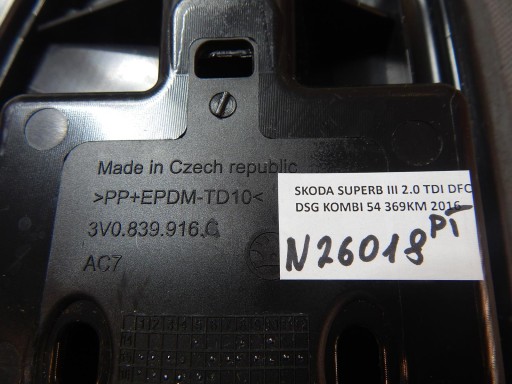 Made in Czech republic
>PP+EPDM-TD10<
3V0.839.916.C
AC7
SKODA SUPERB III 2.0 TDI DFC
DSG KOMBI 54 369KM 2016
N26018 PT